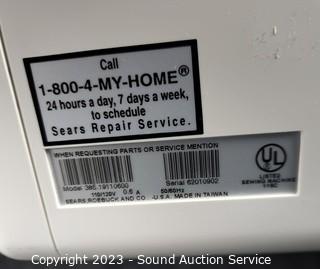 Call
1-800-4-MY-HOME®
24 hours a day, 7 days a week,
to schedule
Sears Repair Service.
WHEN REQUESTING PARTS OR SERVICE MENTION
Model 385.19110600 Serial 62010902
110/120V 0.6 A 50/60Hz
SEARS, ROEBUCK AND CO. -U.S.A. MADE IN TAIWAN
UL
LISTED
SEWING MACHINE
Copyright © 2023 - Sound Auction Service